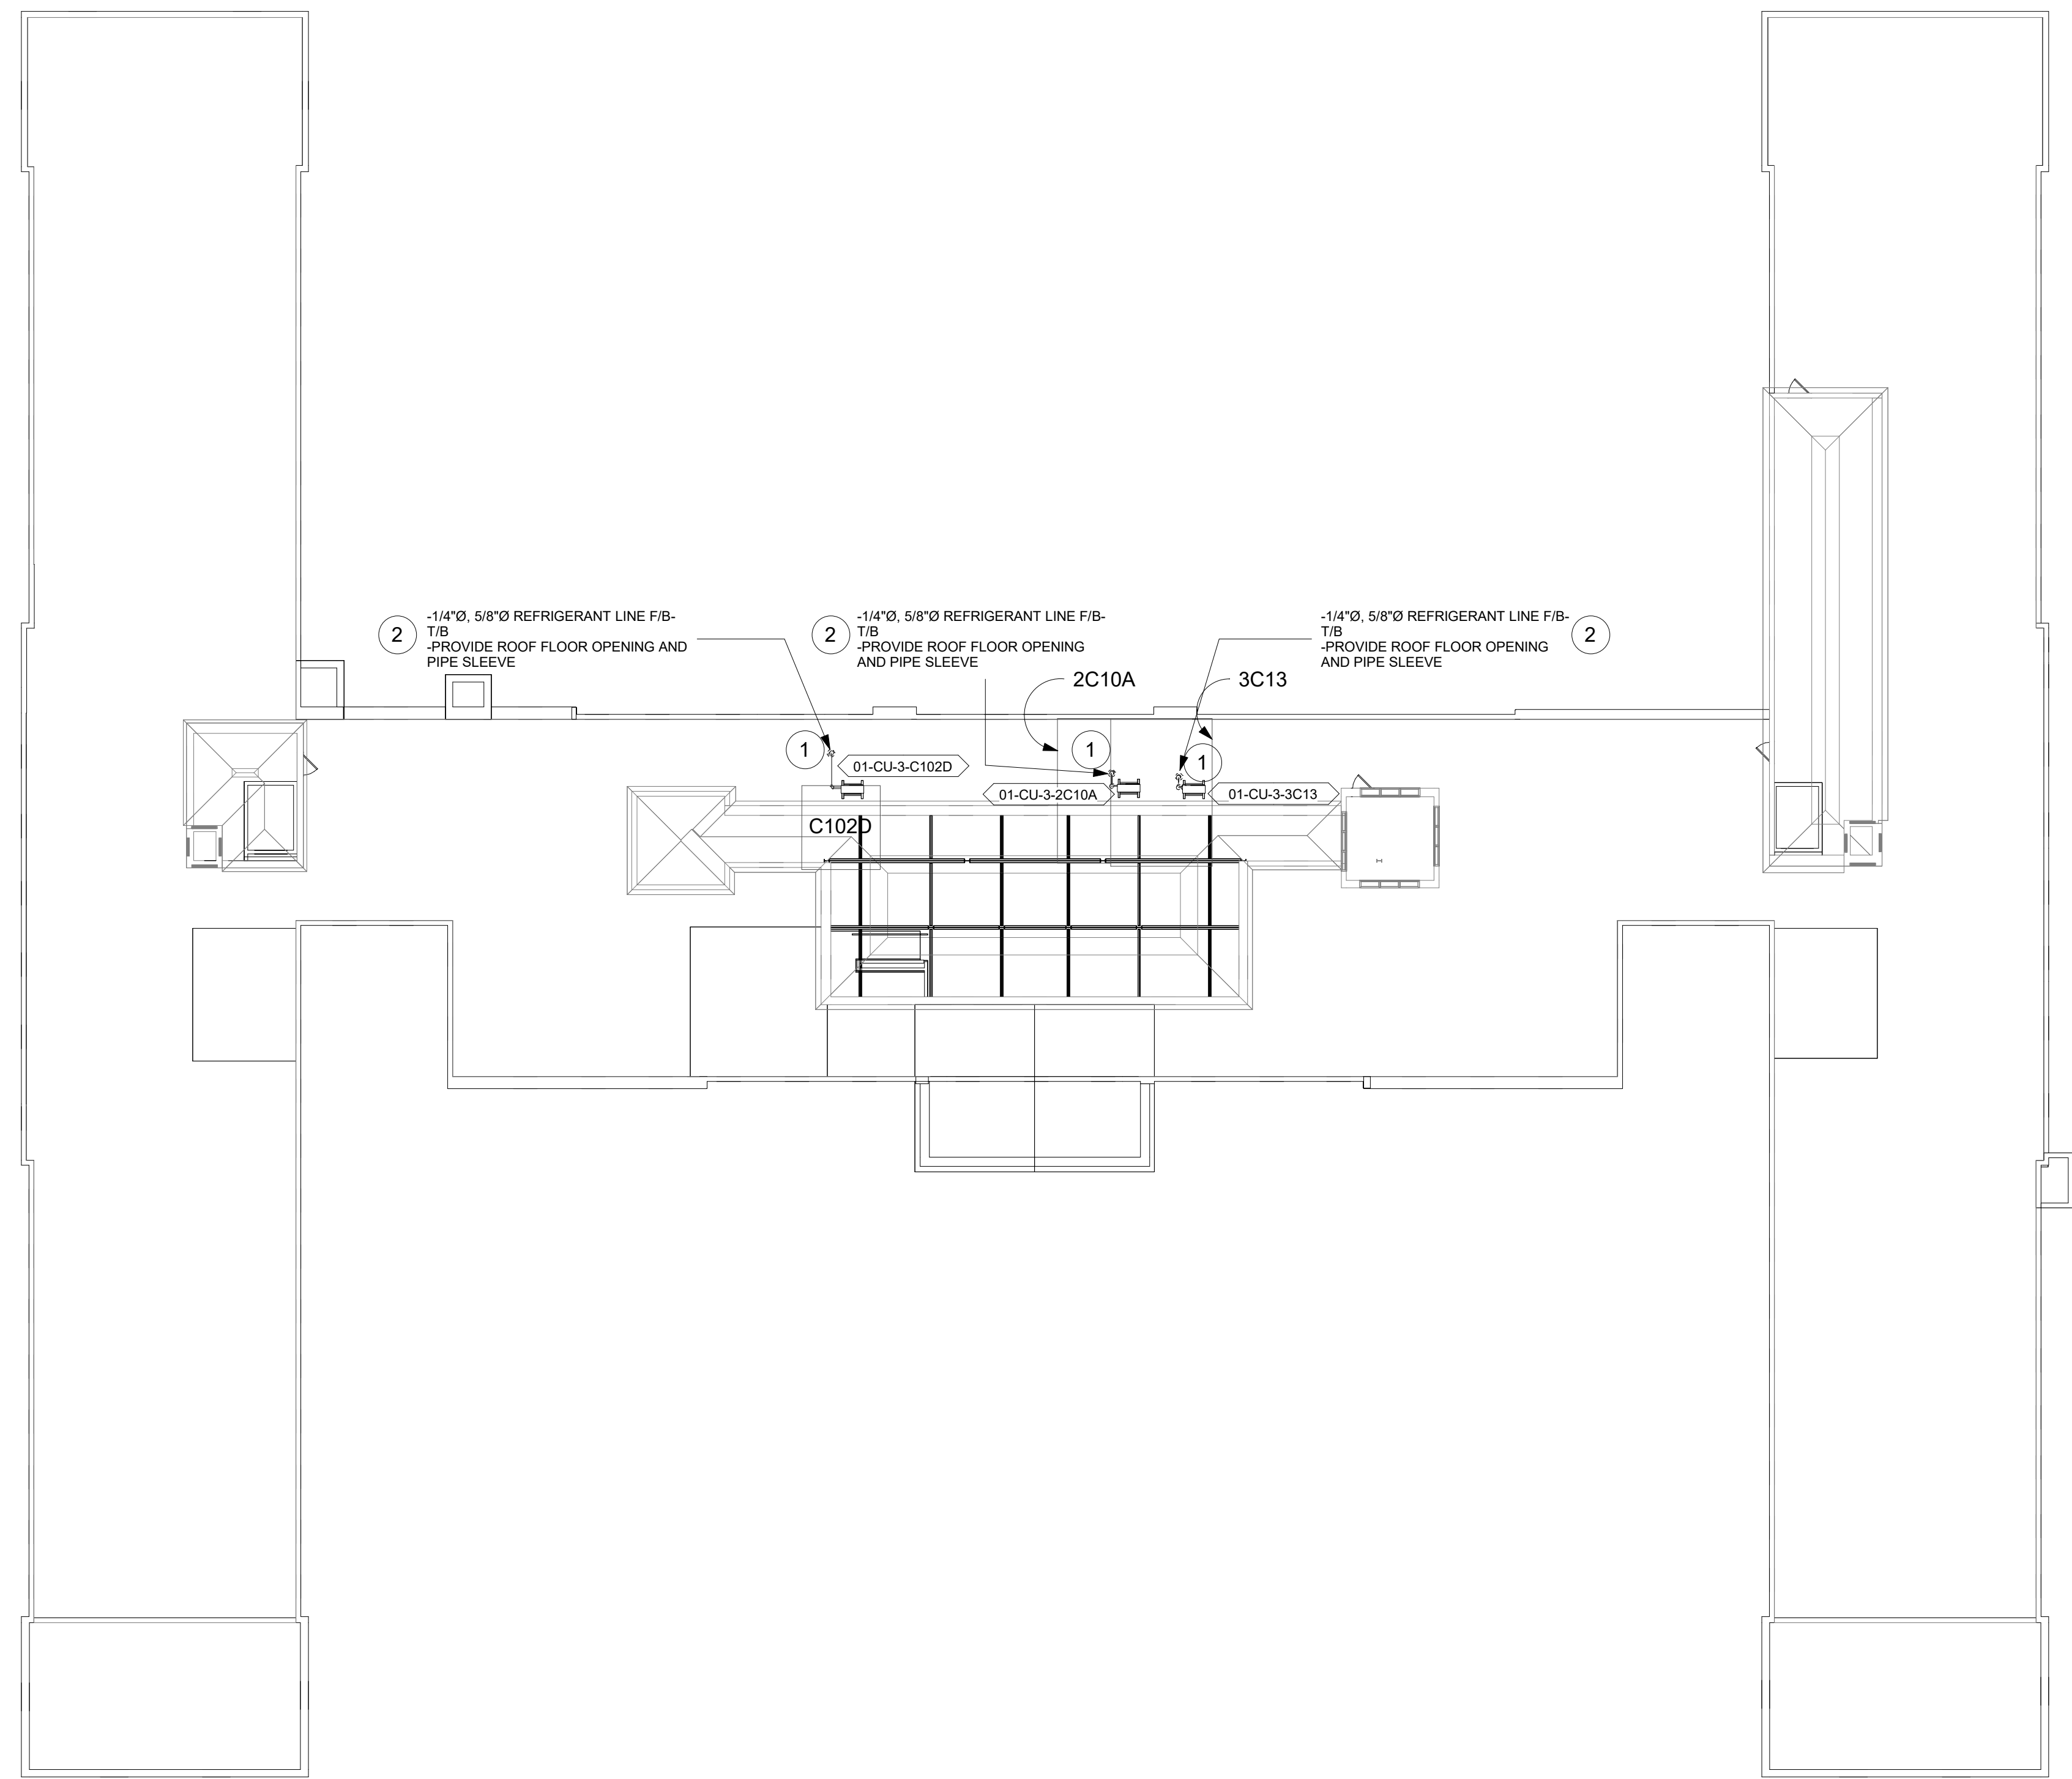 2
-1/4"Ø, 5/8"Ø REFRIGERANT LINE F/B-
T/B
-PROVIDE ROOF FLOOR OPENING AND
PIPE SLEEVE
2
-1/4"Ø, 5/8"Ø REFRIGERANT LINE F/B-
T/B
-PROVIDE ROOF FLOOR OPENING
AND PIPE SLEEVE
-1/4"Ø, 5/8"Ø REFRIGERANT LINE F/B-
T/B
-PROVIDE ROOF FLOOR OPENING
AND PIPE SLEEVE
2
2C10A
3C13
1
01-CU-3-C102D
1
1
01-CU-3-2C10A
01-CU-3-3C13
C102D